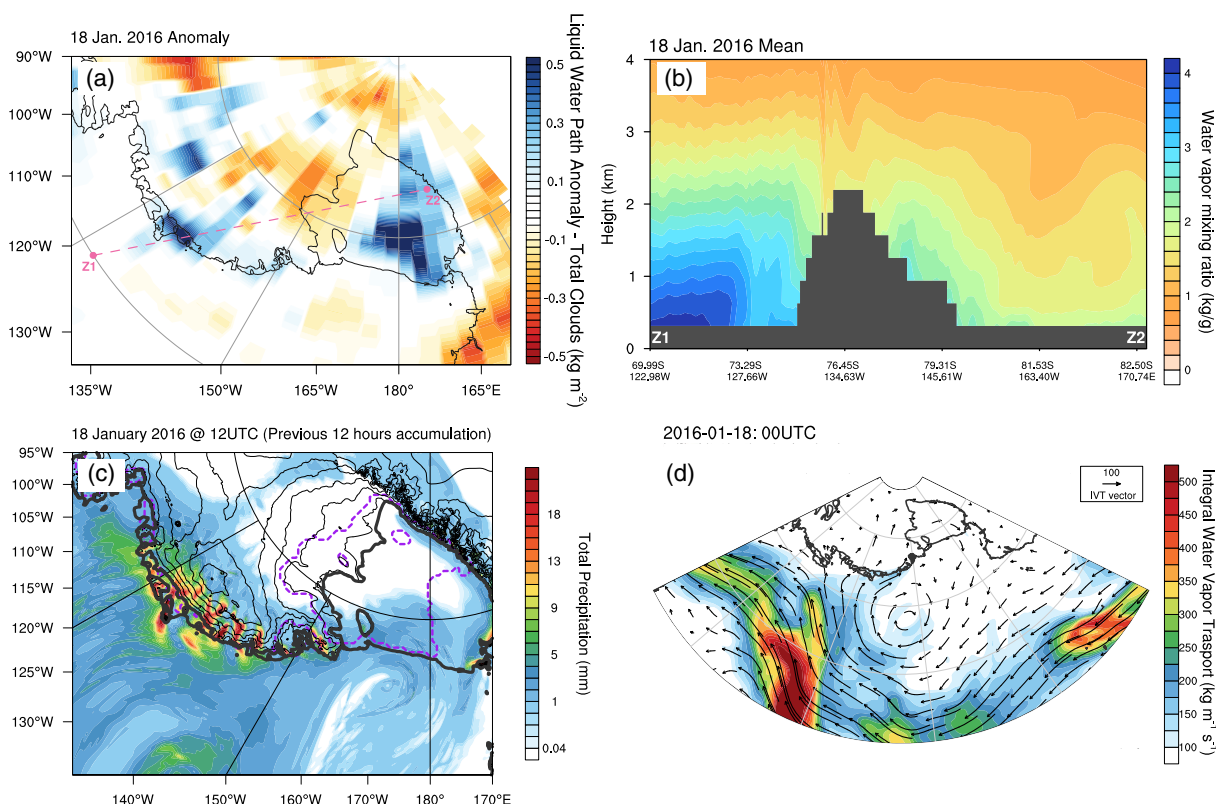 18 Jan. 2016 Anomaly
(a)
90°W
100°W
110°W
120°W
130°W
135°W
150°W
165°W
180°
165°E
Z1
Z2
0.5
0.3
0.1
-0.1
-0.3
-0.5
Liquid Water Path Anomaly - Total Clouds (kg m-2)
18 Jan. 2016 Mean
(b)
4
3
2
1
0
Height (km)
Z1
Z2
69.99S
122.98W
73.29S
127.66W
76.45S
134.63W
79.31S
145.61W
81.53S
163.40W
82.50S
170.74E
4
3
2
1
0
Water vapor mixing ratio (kg/g)
18 January 2016 @ 12UTC (Previous 12 hours accumulation)
(c)
95°W
100°W
105°W
110°W
115°W
120°W
125°W
130°W
140°W
150°W
160°W
170°W
180°
170°E
18
13
9
5
1
0.04
Total Precipitation (mm)
2016-01-18: 00UTC
(d)
100
IVT vector
500
450
400
350
300
250
200
150
100
Integral Water Vapor Trasport (kg m-1 s-1)